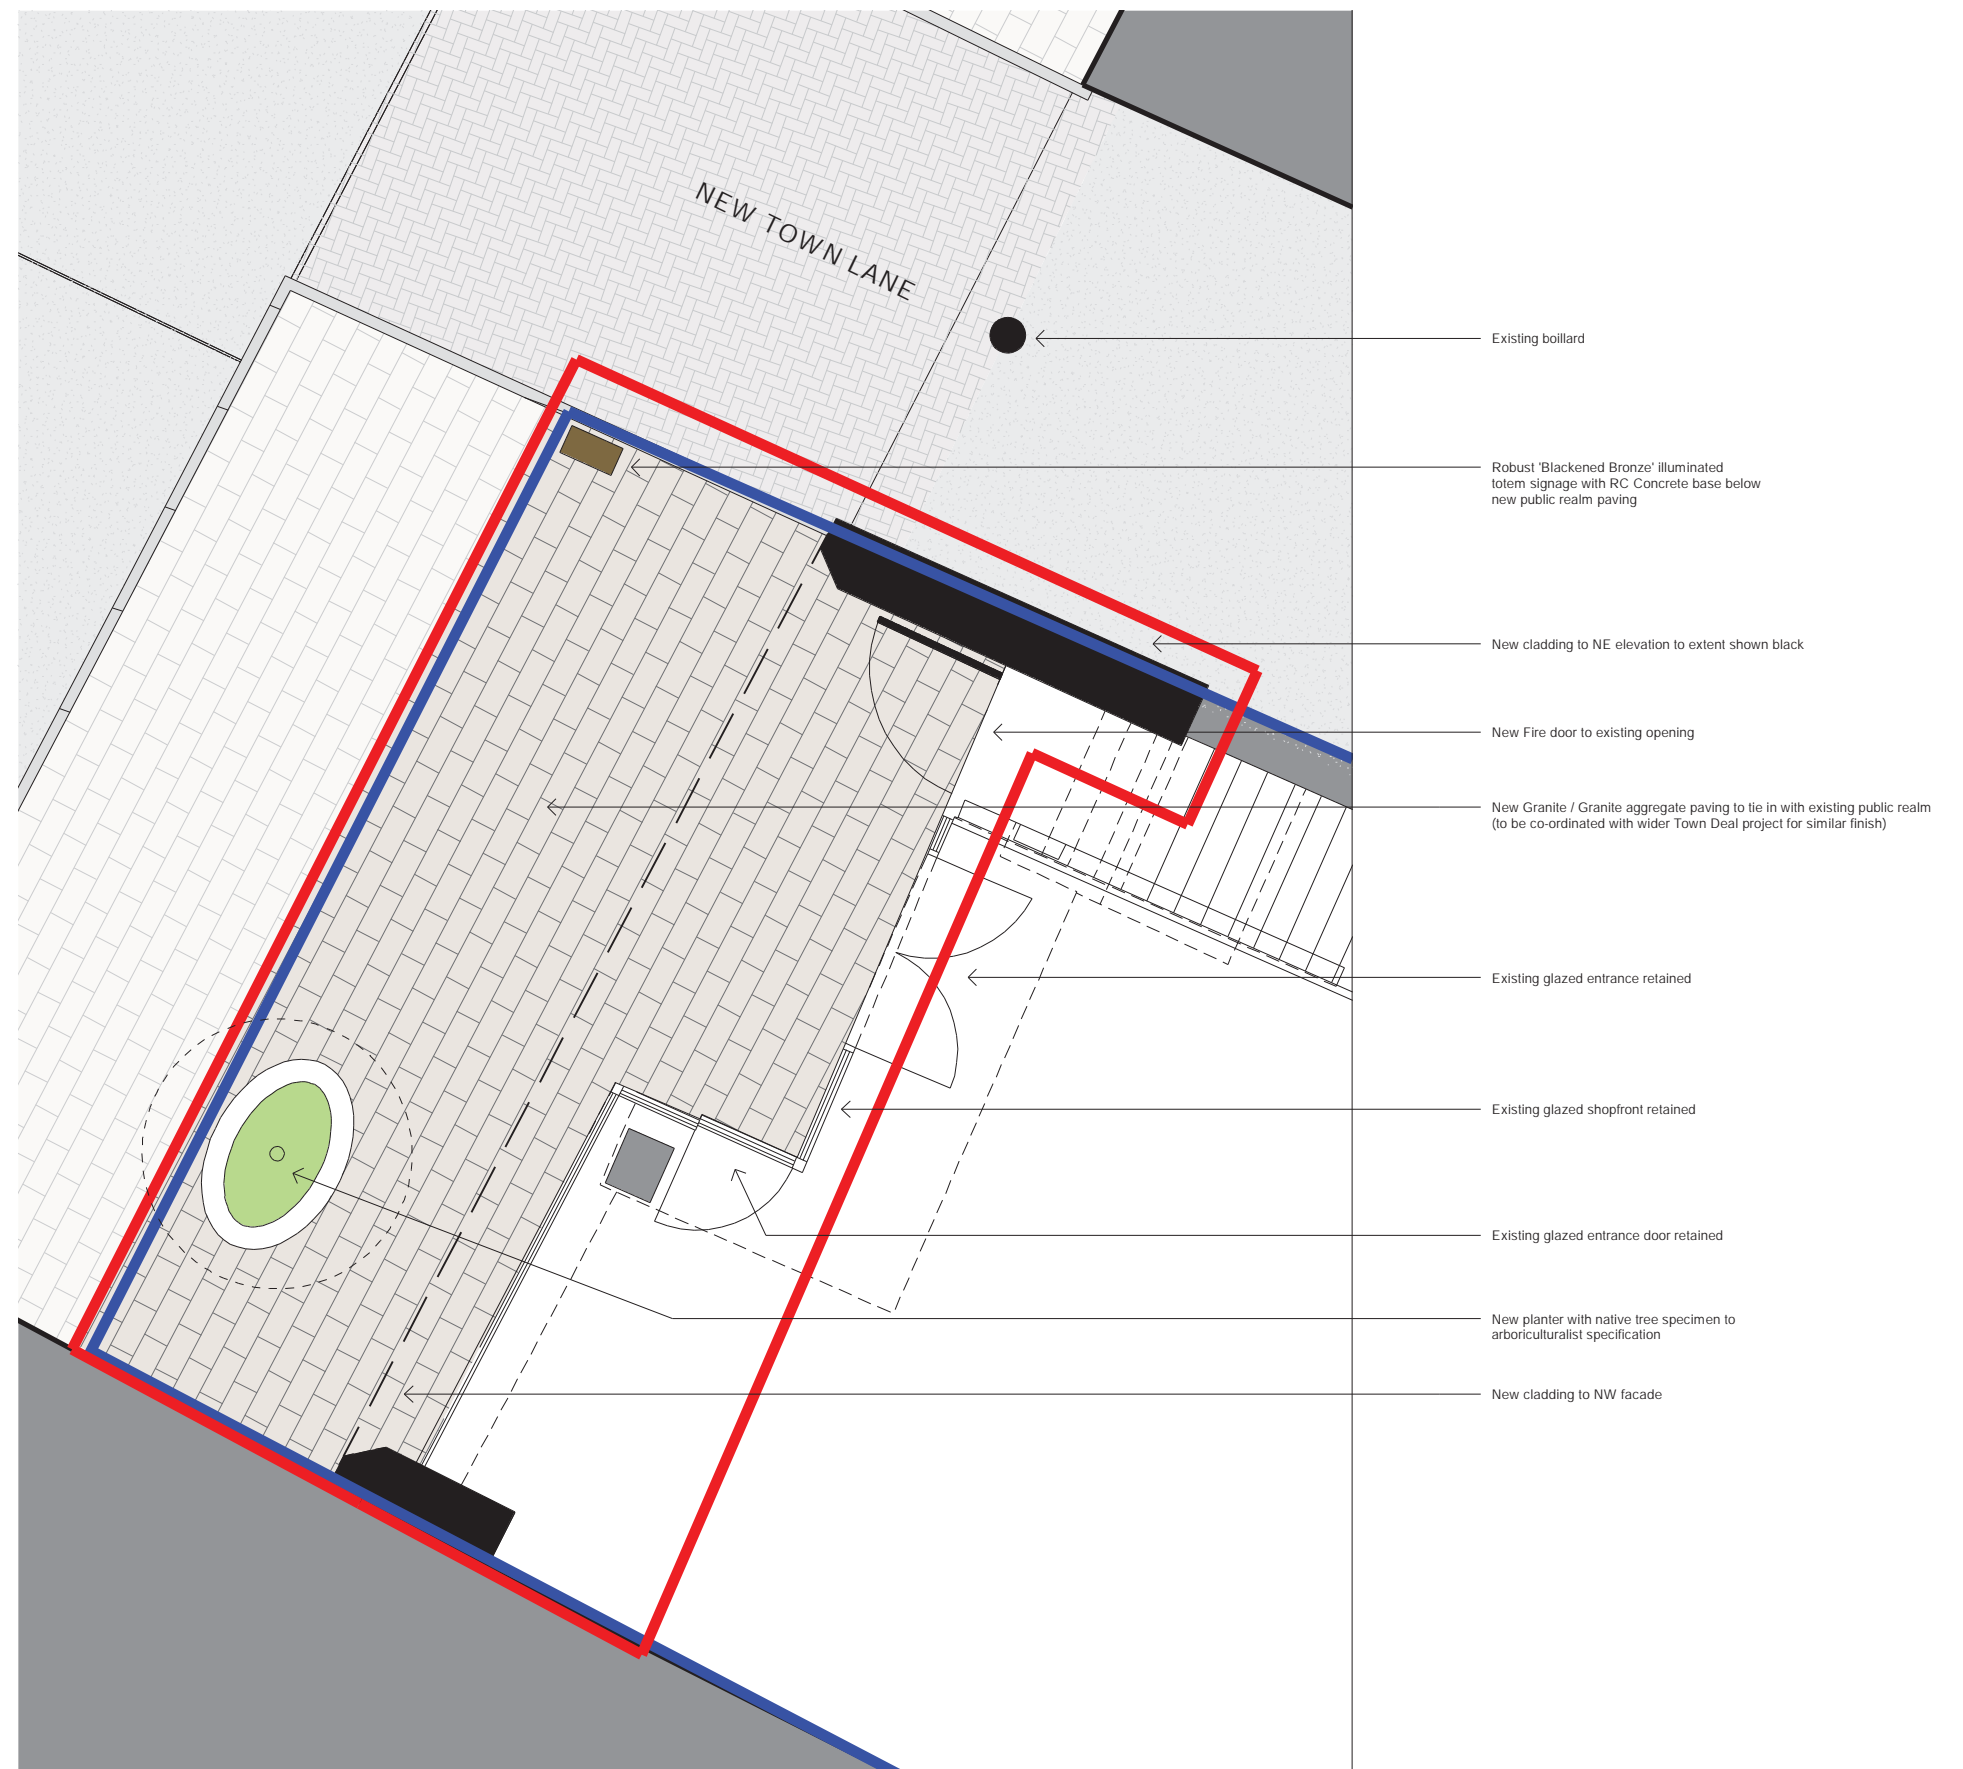 NEW TOWN LANE
Existing boillard
Robust 'Blackened Bronze' illuminated
totem signage with RC Concrete base below
new public realm paving
New cladding to NE elevation to extent shown black
New Fire door to existing opening
New Granite / Granite aggregate paving to tie in with existing public realm
(to be co-ordinated with wider Town Deal project for similar finish)
Existing glazed entrance retained
Existing glazed shopfront retained
Existing glazed entrance door retained
New planter with native tree specimen to
arboriculturalist specification
New cladding to NW facade